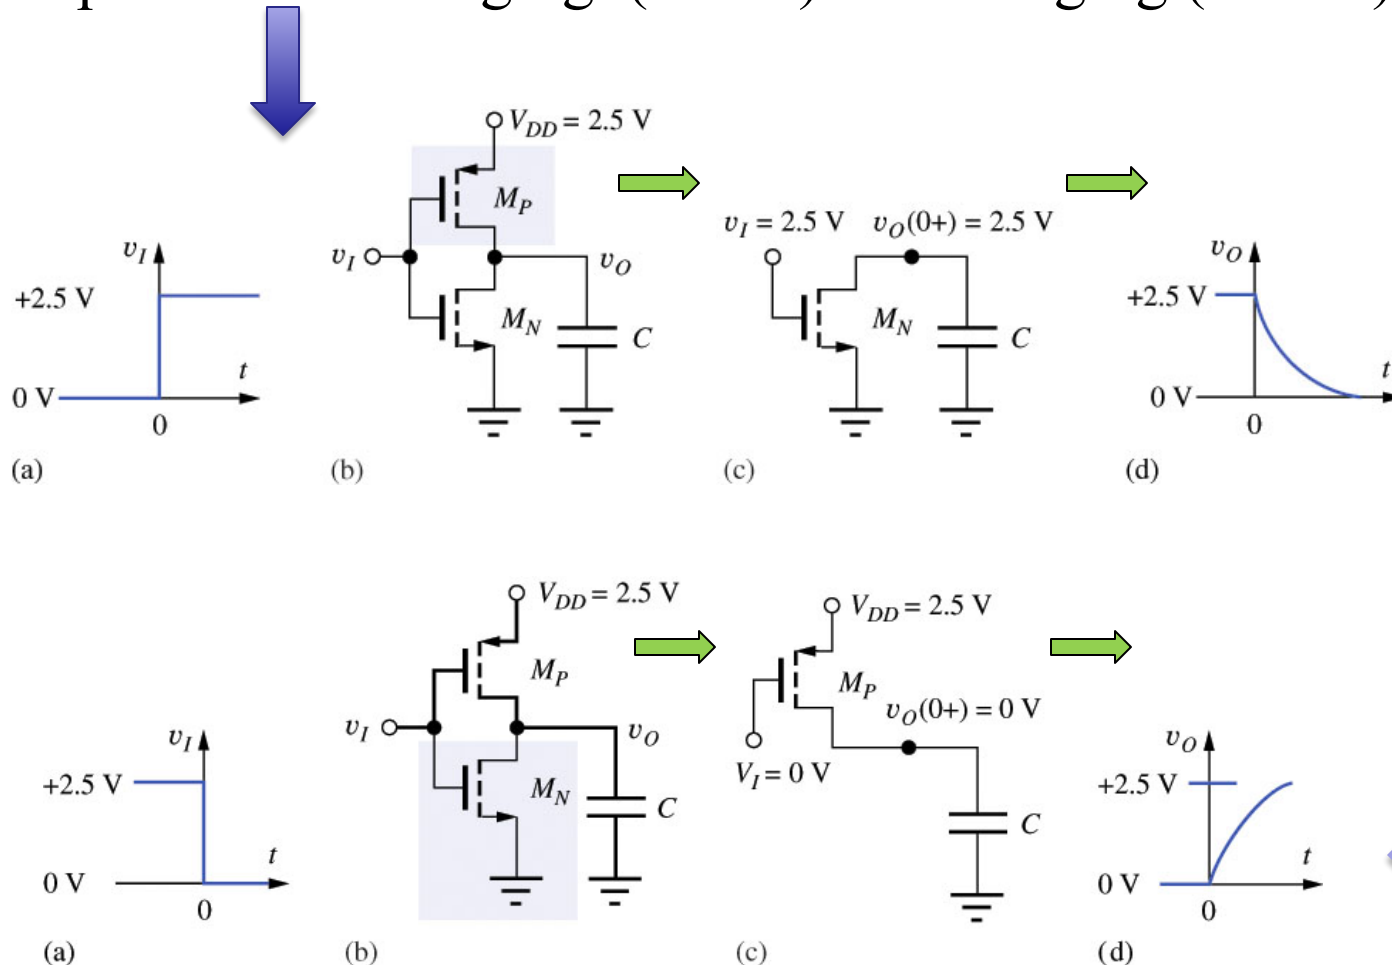 V_DD = 2.5 V
M_P
v_I = 2.5 V v_O(0+) = 2.5 V
v_I
v_I
v_O
v_O
+2.5 V
+2.5 V
M_N
M_N
C
C
t
t
0 V
0 V
0
0
(a)
(b)
(c)
(d)
V_DD = 2.5 V
V_DD = 2.5 V
M_P
M_P
v_O(0+) = 0 V
v_I
v_I
v_O
v_O
V_I = 0 V
+2.5 V
+2.5 V
M_N
C
C
t
t
0 V
0 V
0
0
(a)
(b)
(c)
(d)